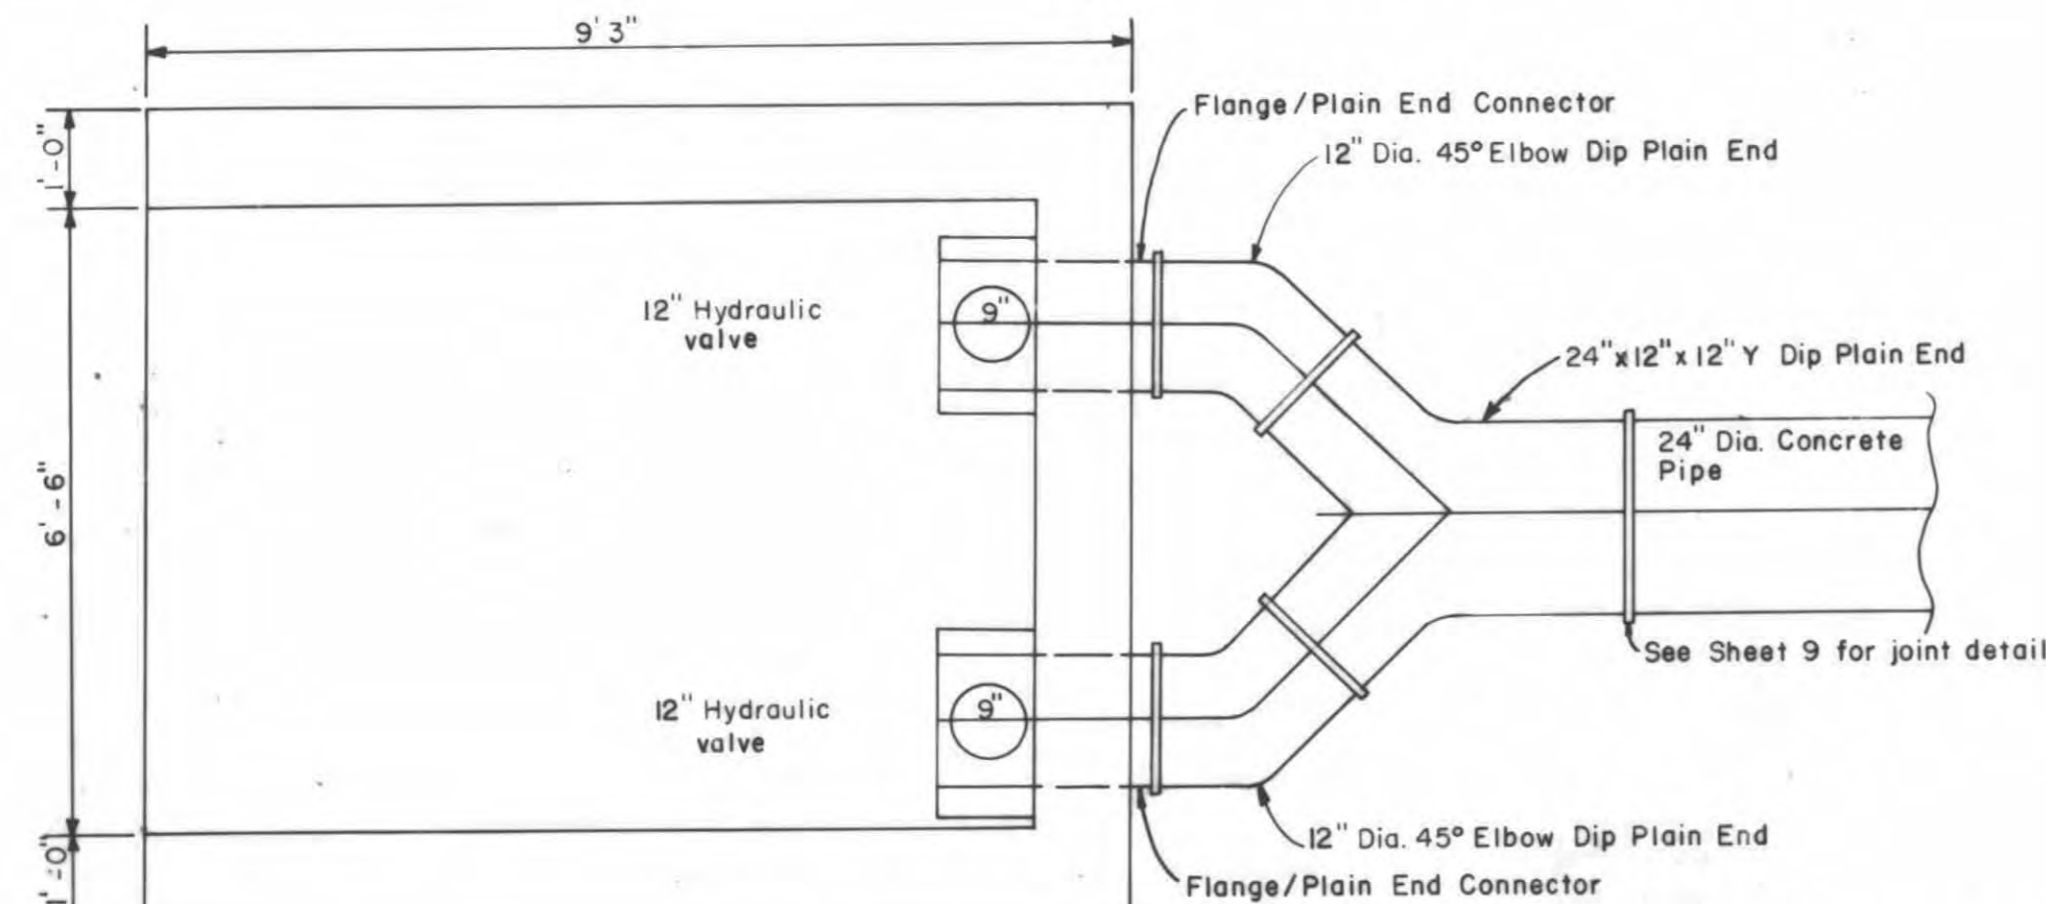 9' 3"
Flange/Plain End Connector
12" Dia. 45° Elbow Dip Plain End
1'-0"
12" Hydraulic
valve
9"
24"x12"x12" Y Dip Plain End
24" Dia. Concrete
Pipe
6'-6"
See Sheet 9 for joint detail
12" Hydraulic
valve
9"
12" Dia. 45° Elbow Dip Plain End
1'-0"
Flange/Plain End Connector